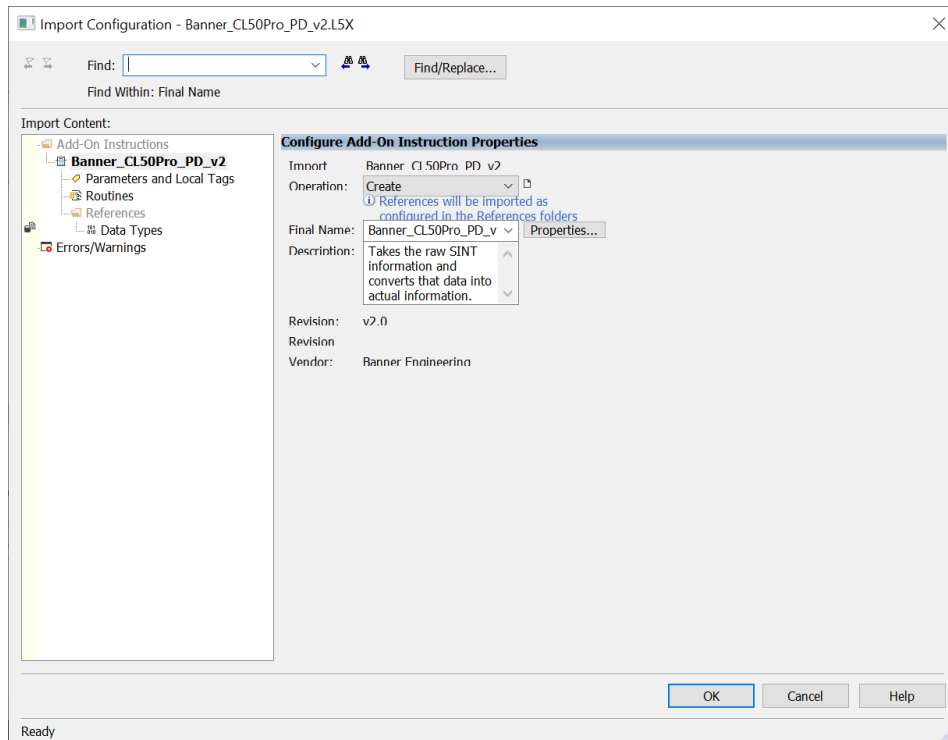 Import Configuration - Banner_CL50Pro_PD_v2.L5X
Find:
Find/Replace...
Find Within: Final Name
Import Content:
Add-On Instructions
Banner_CL50Pro_PD_v2
Parameters and Local Tags
Routines
References
Data Types
Errors/Warnings
Configure Add-On Instruction Properties
Import Banner_CL50Pro_PD_v2
Operation: Create
References will be imported as
configured in the References folders
Final Name: Banner_CL50Pro_PD_v Properties...
Description: Takes the raw SINT
information and
converts that data into
actual information.
Revision: v2.0
Revision
Vendor: Banner Engineering
OK Cancel Help
Ready